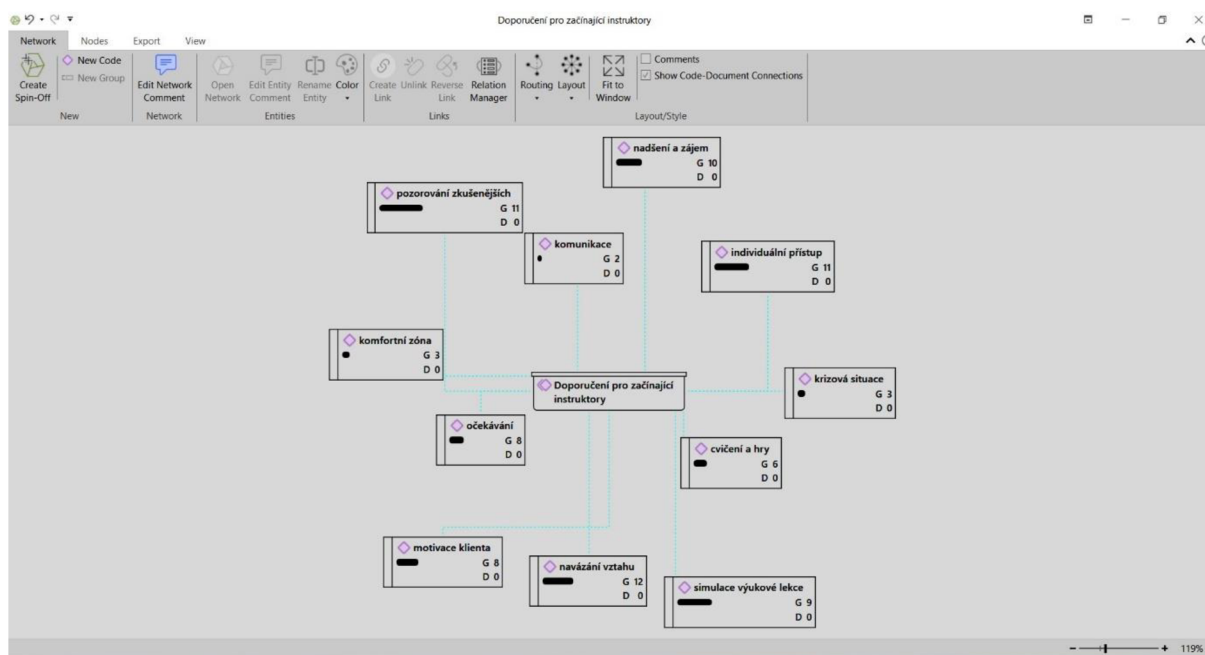 Doporučení pro začínající instruktory
Network Nodes Export View
Create Spin-Off
New Code
New Group
New
Edit Network Comment
Network
Open Network
Edit Entity Comment
Rename Entity
Color
Entities
Create Link
Unlink
Reverse Link
Relation Manager
Links
Routing
Layout
Fit to Window
Comments
Show Code-Document Connections
Layout/Style
nadšení a zájem
G 10
D 0
pozorování zkušenějších
G 11
D 0
komunikace
G 2
D 0
individuální přístup
G 11
D 0
komfortní zóna
G 3
D 0
Doporučení pro začínající
instruktory
krizová situace
G 3
D 0
očekávání
G 8
D 0
cvičení a hry
G 6
D 0
motivace klienta
G 8
D 0
navázání vztahu
G 12
D 0
simulace výukové lekce
G 9
D 0
119%